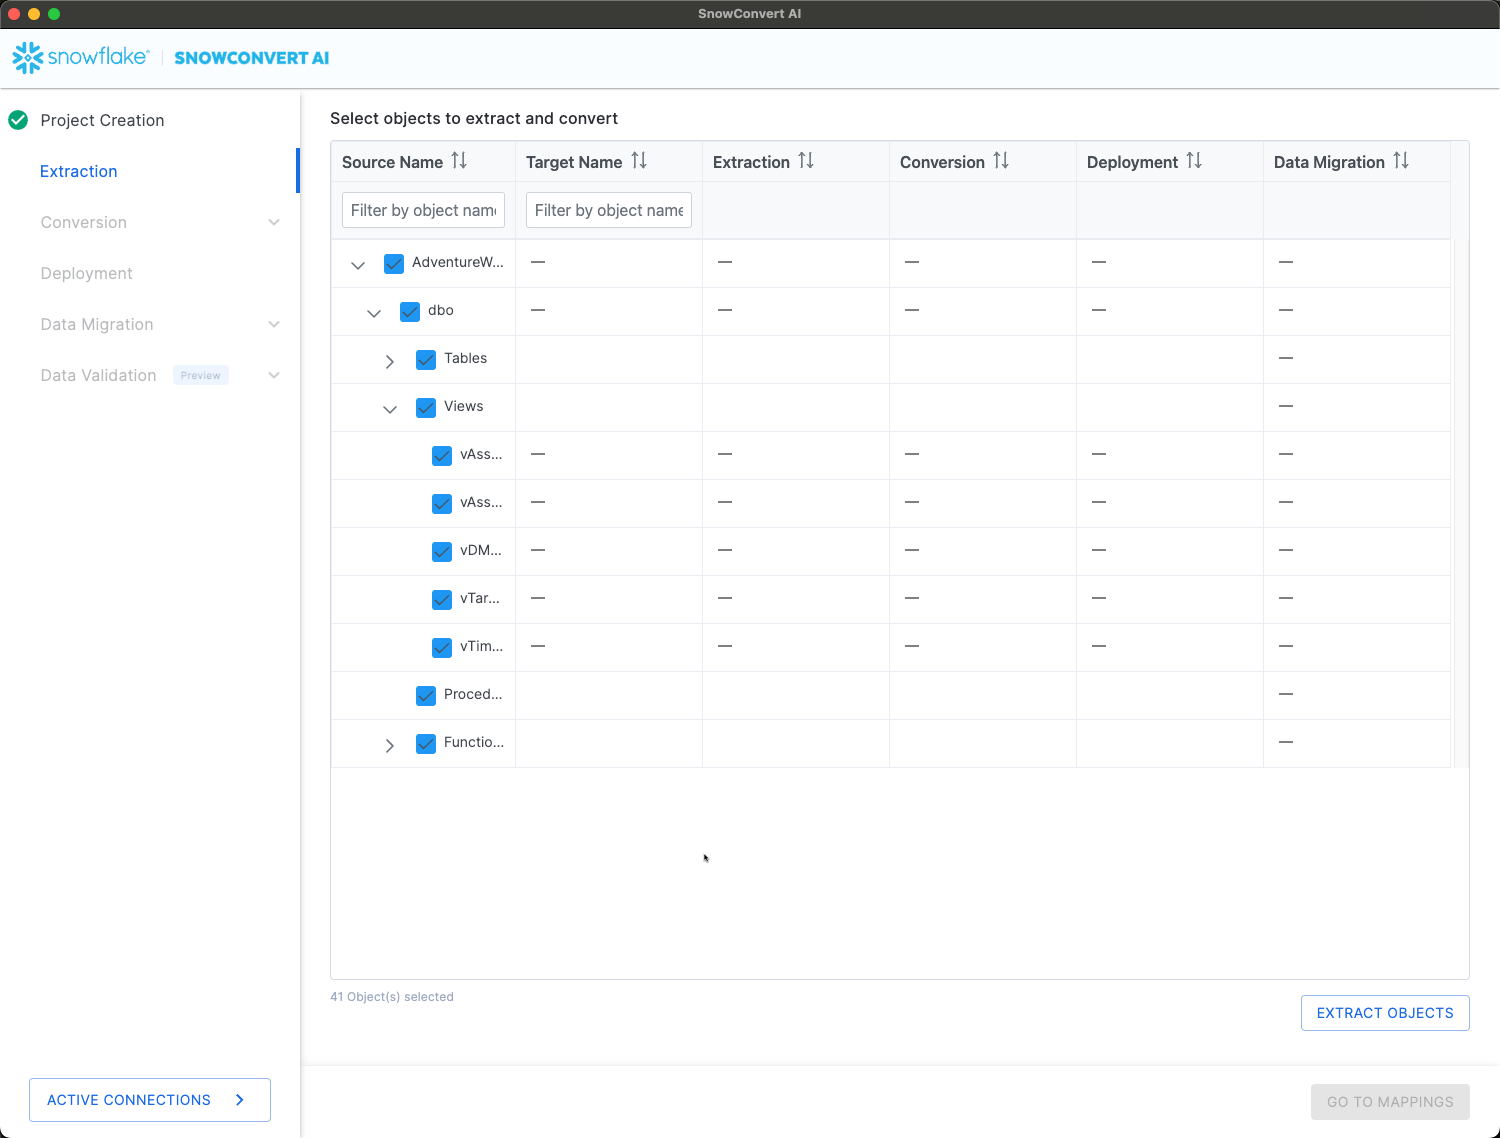 SnowConvert AI
snowflake SNOWCONVERT AI
Project Creation
Extraction
Conversion
Deployment
Data Migration
Data Validation Preview
ACTIVE CONNECTIONS
Select objects to extract and convert
Source Name Target Name Extraction Conversion Deployment Data Migration
Filter by object name Filter by object name
AdventureW... — — — — —
dbo — — — — —
Tables —
Views —
vAss... — — — — —
vAss... — — — — —
vDM... — — — — —
vTar... — — — — —
vTim... — — — — —
Proced... —
Functio... —
41 Object(s) selected
EXTRACT OBJECTS
GO TO MAPPINGS